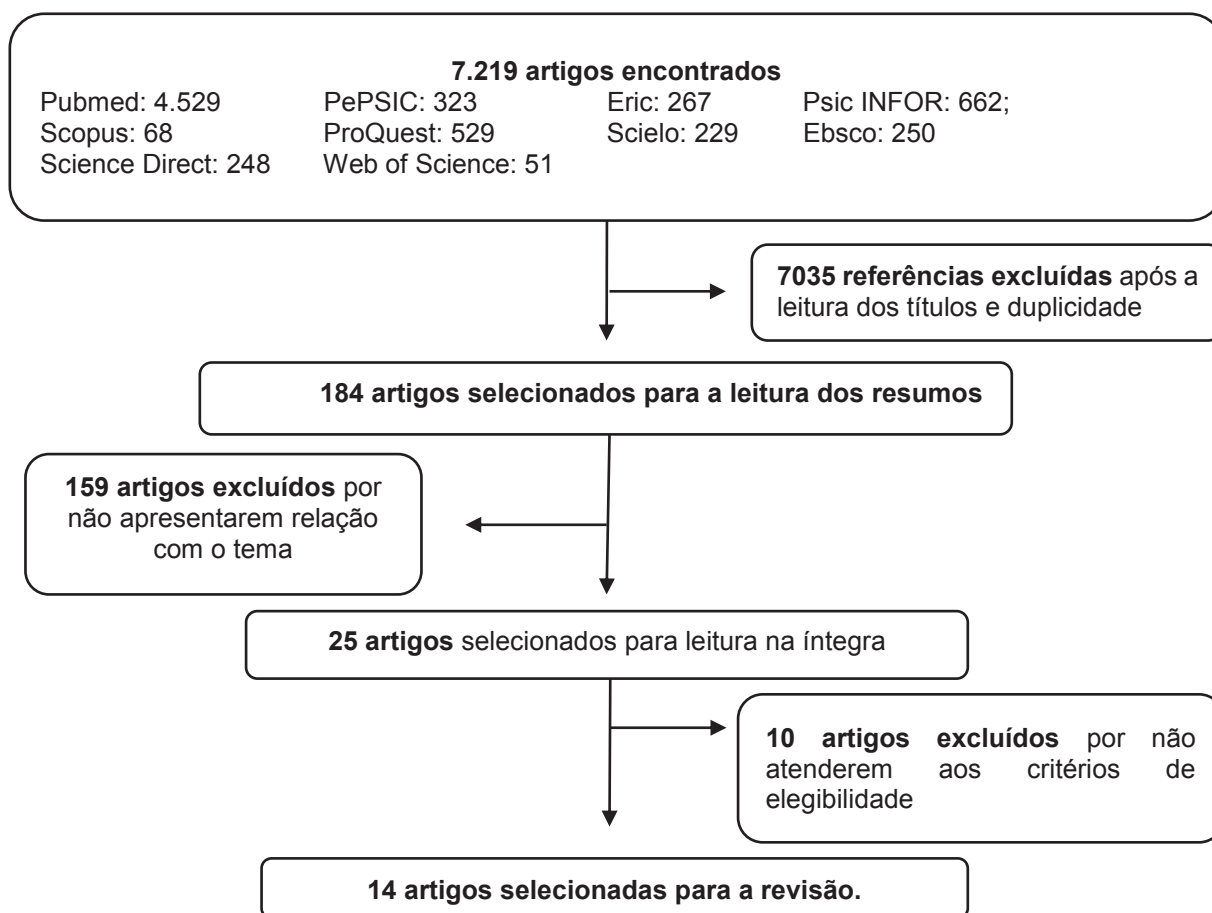 7.219 artigos encontrados
Pubmed: 4.529 PePSIC: 323 Eric: 267 Psic INFOR: 662;
Scopus: 68 ProQuest: 529 Scielo: 229 Ebsco: 250
Science Direct: 248 Web of Science: 51
7035 referências excluídas após a
leitura dos títulos e duplicidade
184 artigos selecionados para a leitura dos resumos
159 artigos excluídos por
não apresentarem relação
com o tema
25 artigos selecionados para leitura na íntegra
10 artigos excluídos por não
atenderem aos critérios de
elegibilidade
14 artigos selecionadas para a revisão.